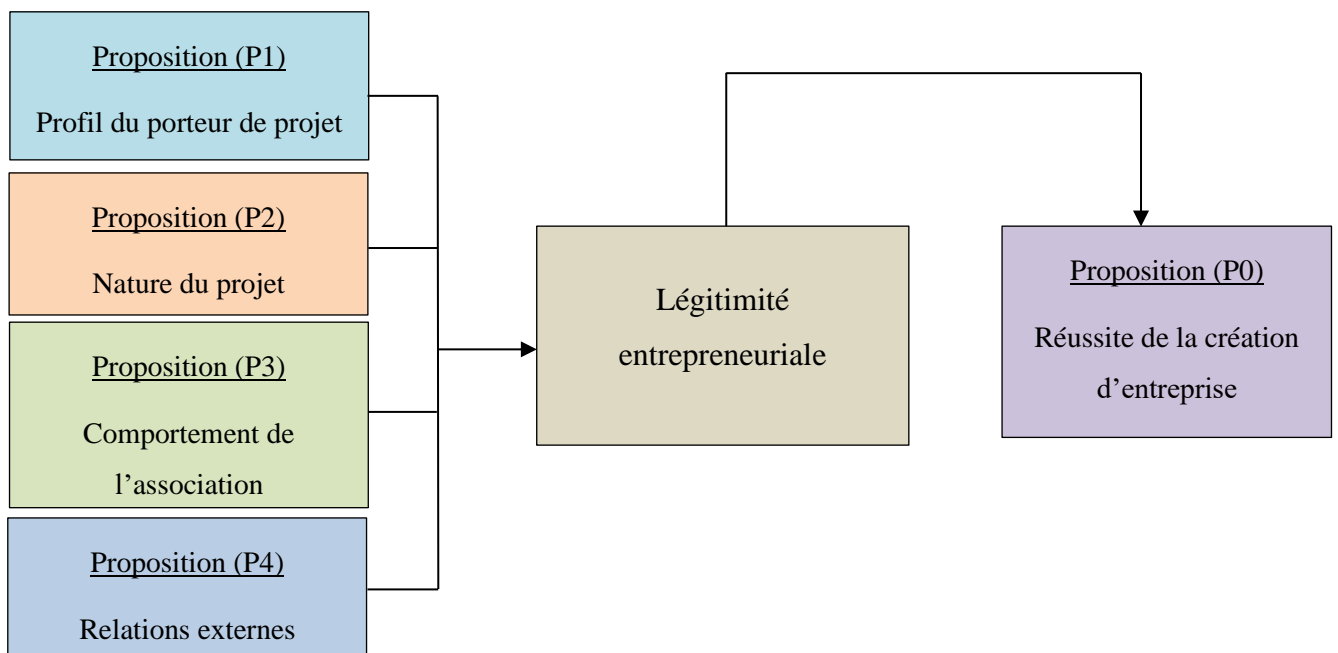 Proposition (P1)
Profil du porteur de projet
Proposition (P2)
Nature du projet
Proposition (P3)
Comportement de
l’association
Proposition (P4)
Relations externes
Légitimité
entrepreneuriale
Proposition (P0)
Réussite de la création
d’entreprise